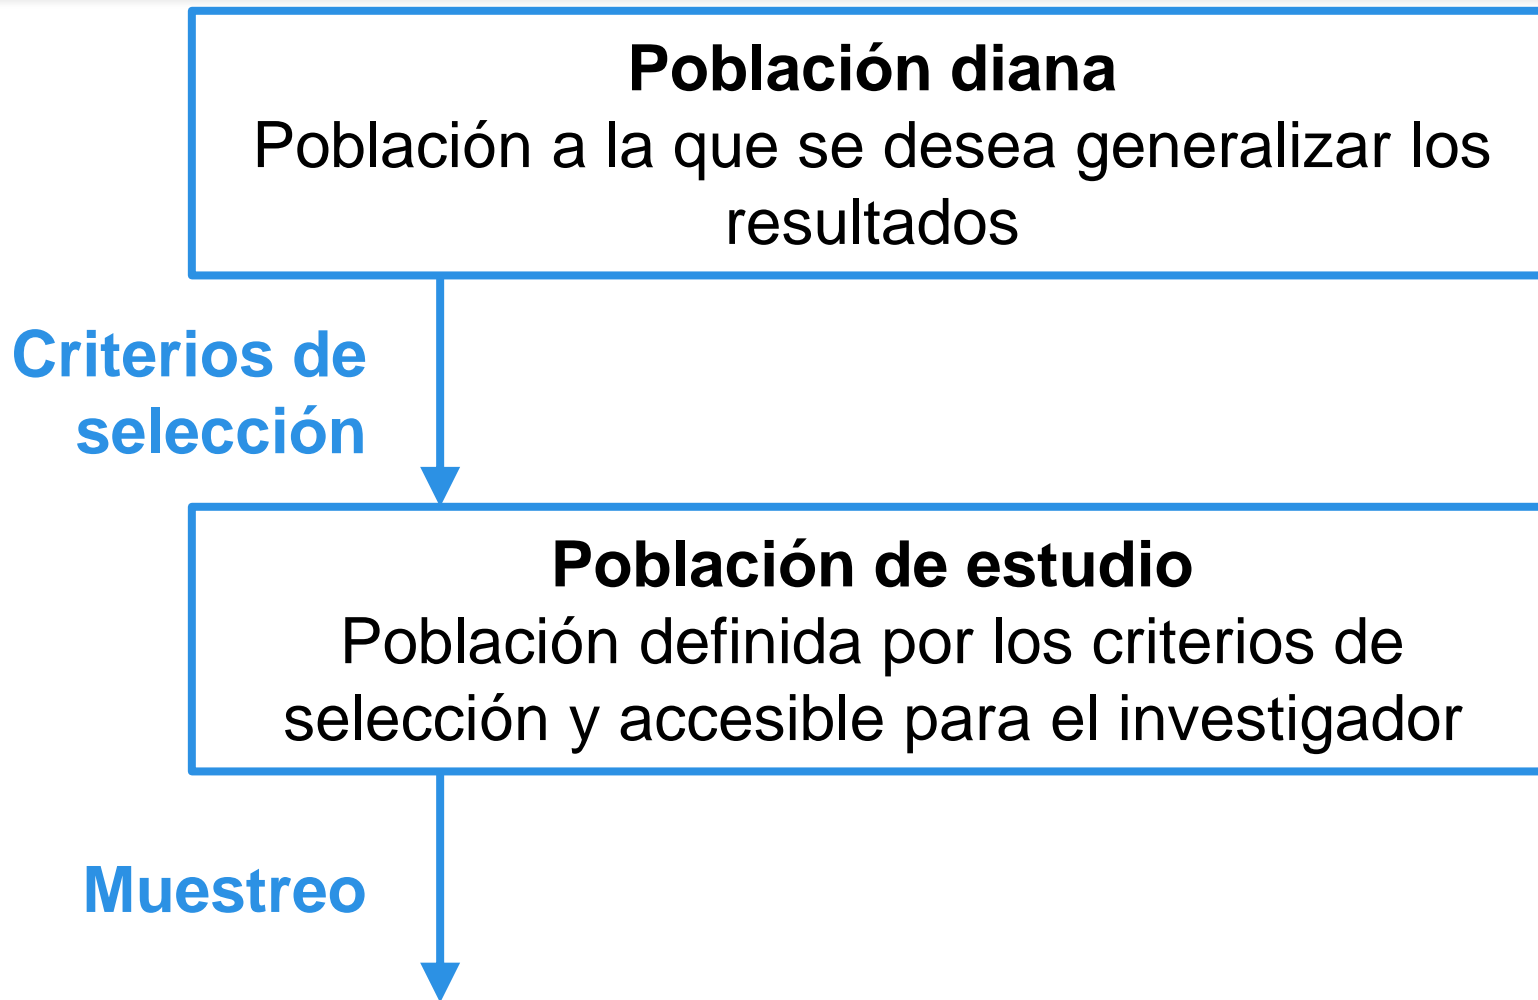 Población diana
Población a la que se desea generalizar los
resultados
Criterios de
selección
Población de estudio
Población definida por los criterios de
selección y accesible para el investigador
Muestreo